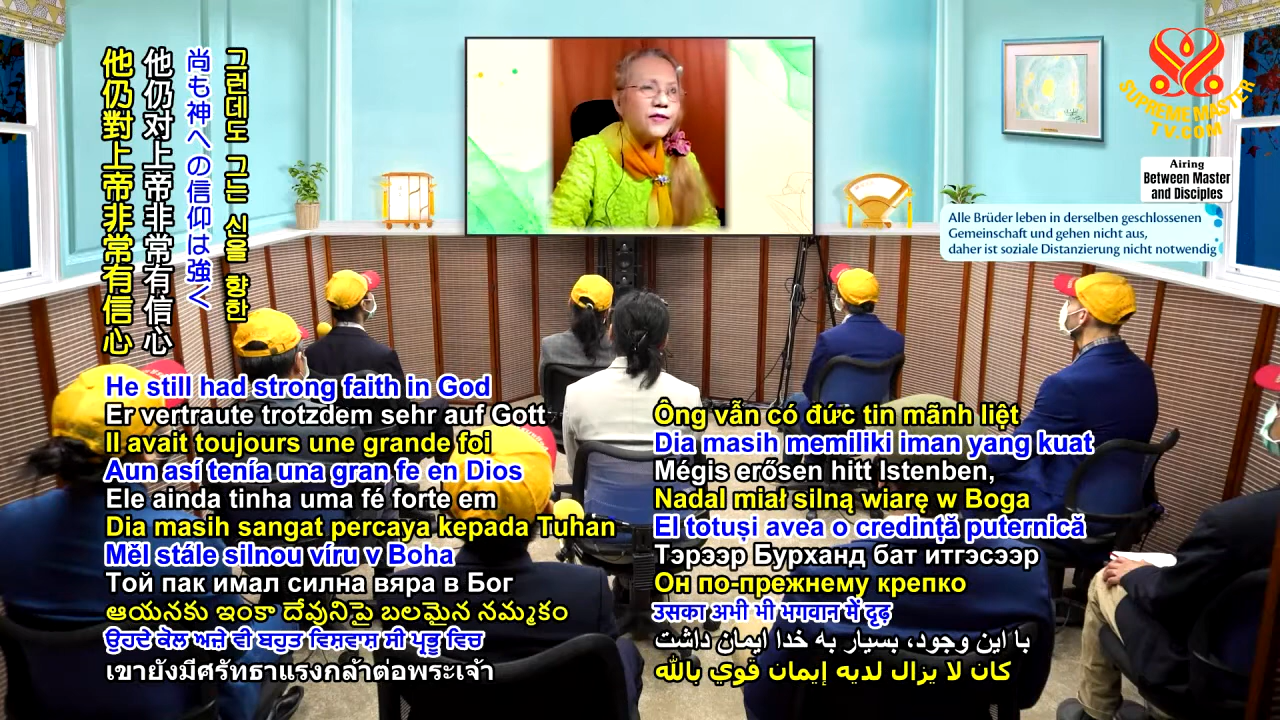 他仍對上帝非常有信心
他仍对上帝非常有信心
尚も神への信仰は強く
그런데도 그는 신을 향한
SUPREME MASTER
TV.COM
Airing
Between Master
and Disciples
Alle Brüder leben in derselben geschlossenen
Gemeinschaft und gehen nicht aus,
daher ist soziale Distanzierung nicht notwendig
He still had strong faith in God
Er vertraute trotzdem sehr auf Gott
Il avait toujours une grande foi
Aun así tenía una gran fe en Dios
Ele ainda tinha uma fé forte em
Dia masih sangat percaya kepada Tuhan
Měl stále silnou víru v Boha
Той пак имал силна вяра в Бог
ఆయనకు ఇంకా దేవునిపై బలమైన నమ్మకం
ਉਹਦੇ ਕੋਲ ਅਜੇ ਵੀ ਬਹੁਤ ਵਿਸ਼ਵਾਸ਼ ਸੀ ਪ੍ਰਭੂ ਵਿਚ
เขายังมีศรัทธาแรงกล้าต่อพระเจ้า
Ông vẫn có đức tin mãnh liệt
Dia masih memiliki iman yang kuat
Mégis erősen hitt Istenben,
Nadal miał silną wiarę w Boga
El totuși avea o credință puternică
Тэрээр Бурханд бат итгэсээр
Он по-прежнему крепко
उसका अभी भी भगवान में दृढ़
با این وجود، بسیار به خدا ایمان داشت
كان لا يزال لديه إيمان قوي بالله